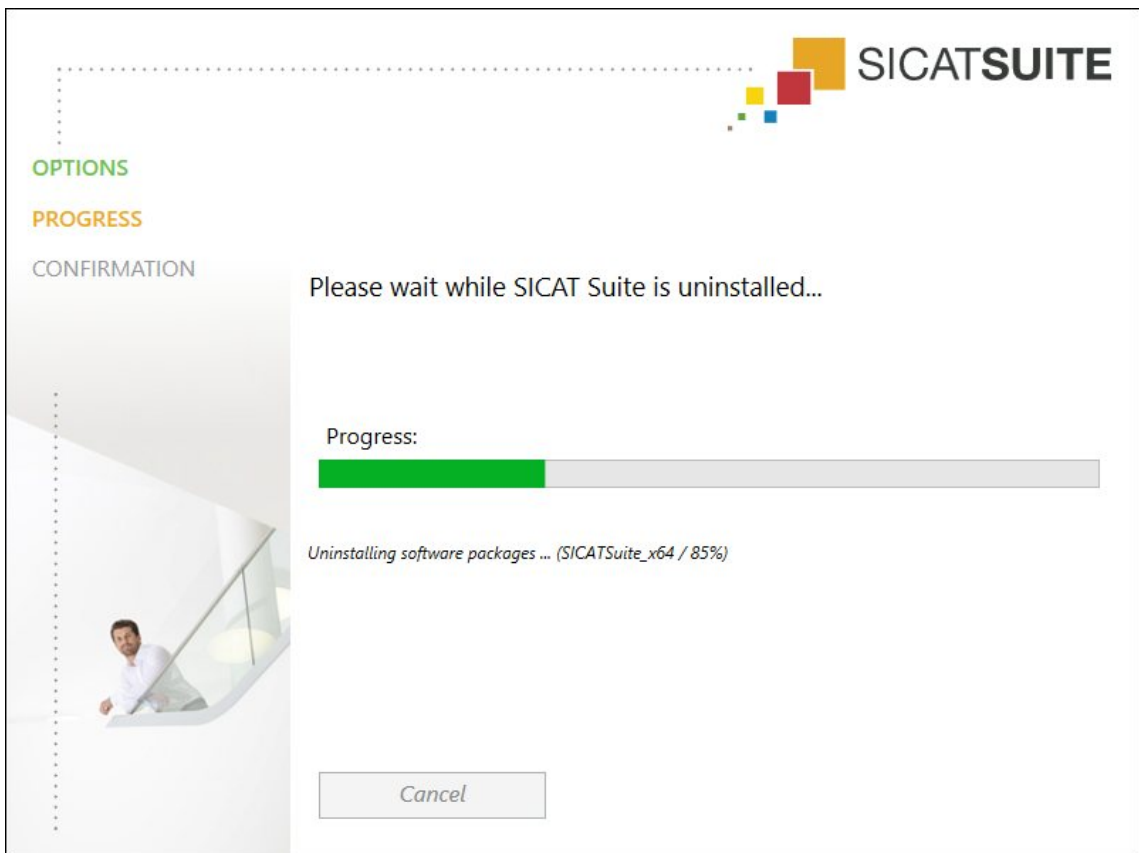 SICATSUITE
OPTIONS
PROGRESS
CONFIRMATION
Please wait while SICAT Suite is uninstalled...
Progress:
Uninstalling software packages ... (SICATSuite_x64 / 85%)
Cancel